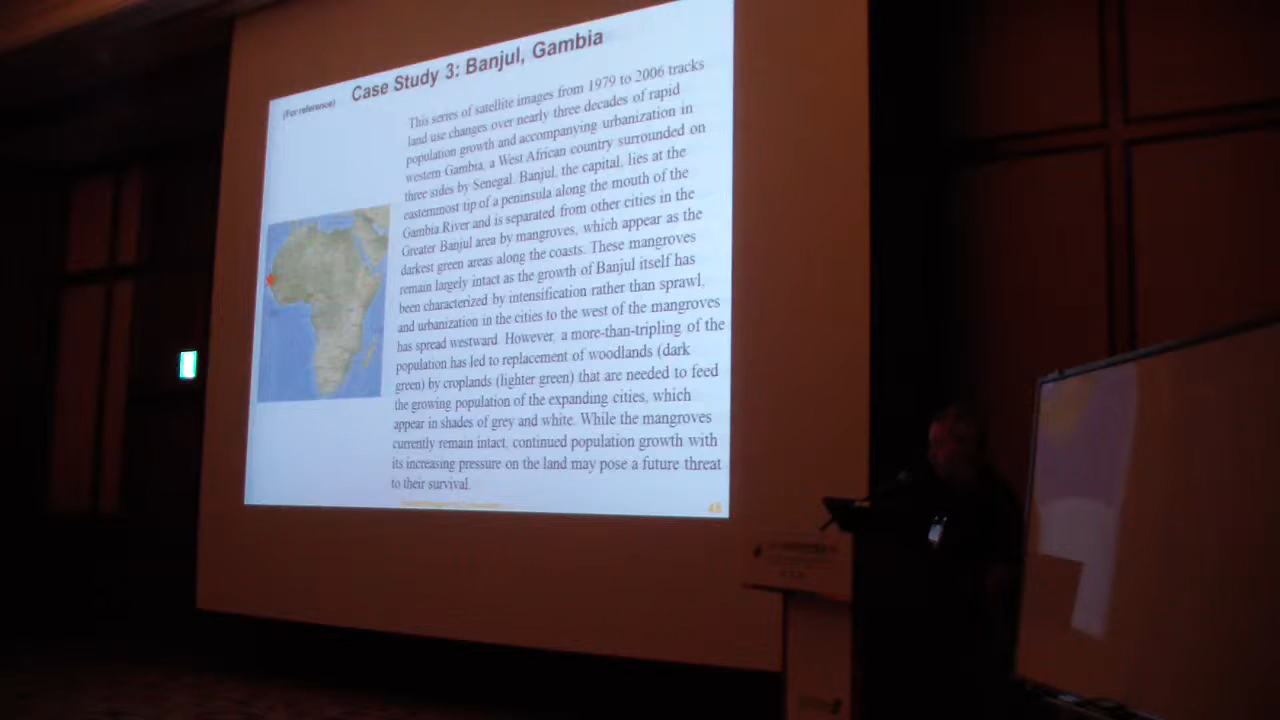 Case Study 3: Banjul, Gambia
(For reference)
This series of satellite images from 1979 to 2006 tracks
land use changes over nearly three decades of rapid
population growth and accompanying urbanization in
western Gambia, a West African country surrounded on
three sides by Senegal. Banjul, the capital, lies at the
easternmost tip of a peninsula along the mouth of the
Gambia River and is separated from other cities in the
Greater Banjul area by mangroves, which appear as the
darkest green areas along the coasts. These mangroves
remain largely intact as the growth of Banjul itself has
been characterized by intensification rather than sprawl,
and urbanization in the cities to the west of the mangroves
has spread westward. However, a more-than-tripling of the
population has led to replacement of woodlands (dark
green) by croplands (lighter green) that are needed to feed
the growing population of the expanding cities, which
appear in shades of grey and white. While the mangroves
currently remain intact, continued population growth with
its increasing pressure on the land may pose a future threat
to their survival.
48